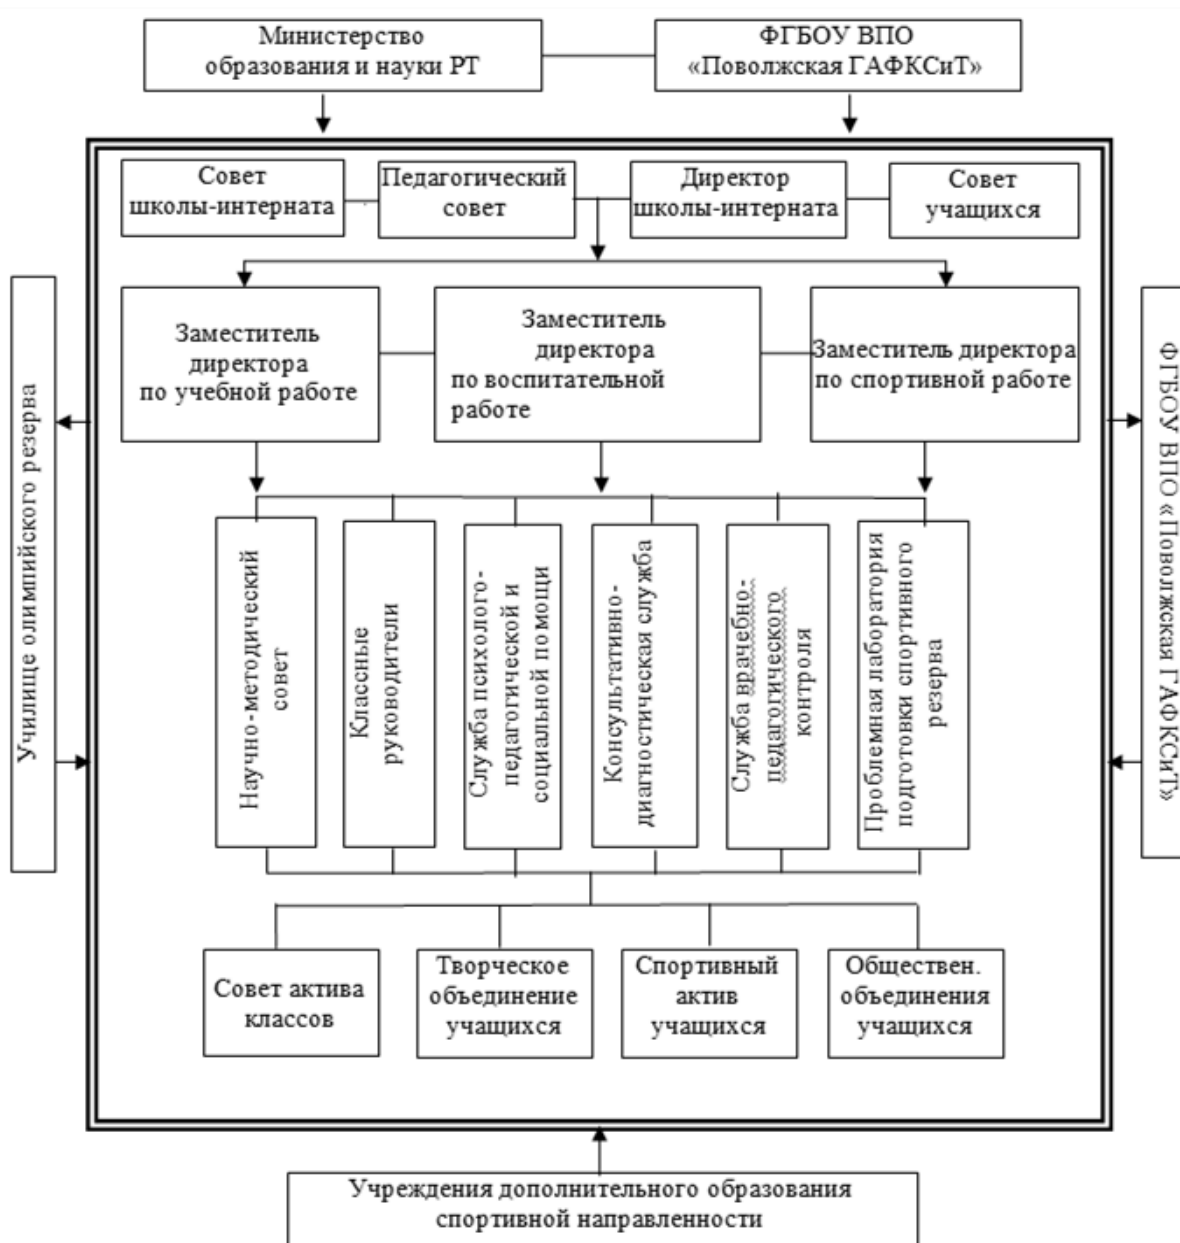 Министерство
образования и науки РТ
ФГБОУ ВПО
«Поволжская ГАФКСиТ»
Совет
школы-интерната
Педагогический
совет
Директор
школы-интерната
Совет
учащихся
Училище олимпийского резерва
Заместитель
директора
по учебной работе
Заместитель
директора
по воспитательной
работе
Заместитель директора
по спортивной работе
ФГБОУ ВПО «Поволжская ГАФКСиТ»
Научно-методический
совет
Классные
руководители
Служба психолого-
педагогической и
социальной помощи
Консультативно-
диагностическая служба
Служба врачебно-
педагогического
контроля
Проблемная лаборатория
подготовки спортивного
резерва
Совет актива
классов
Творческое
объединение
учащихся
Спортивный
актив
учащихся
Обществен.
объединения
учащихся
Учреждения дополнительного образования
спортивной направленности